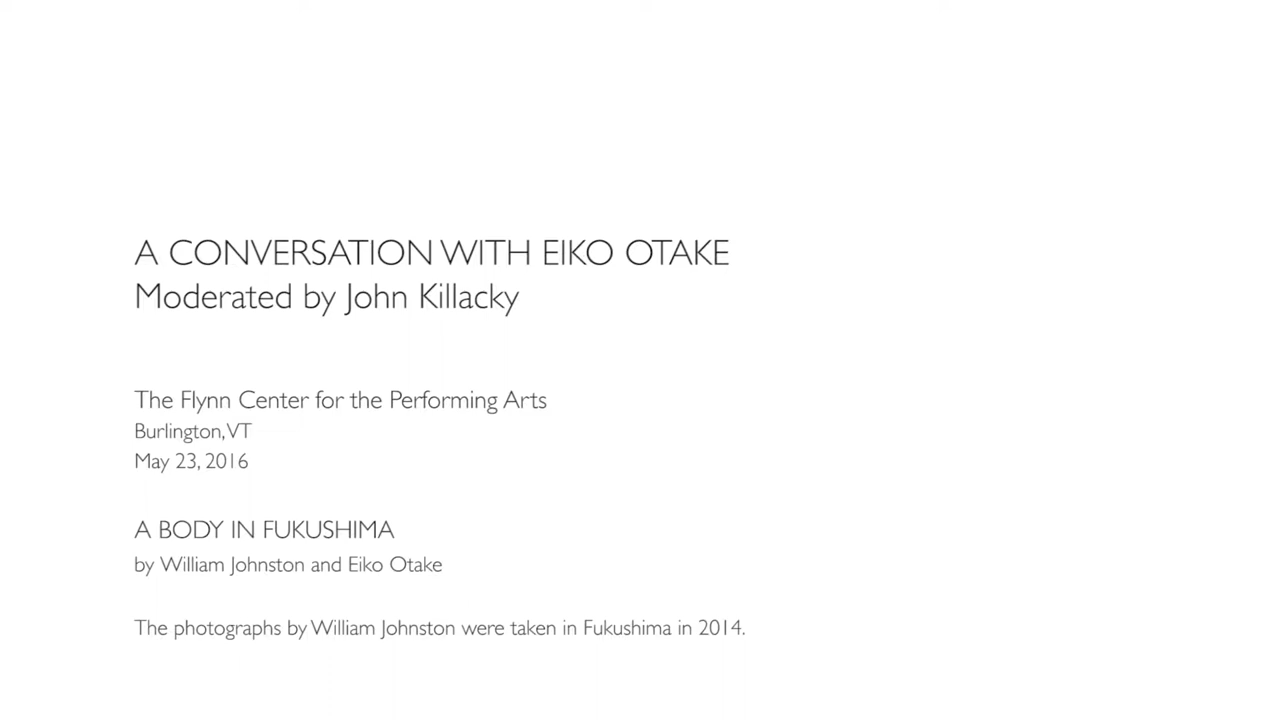 A CONVERSATION WITH EIKO OTAKE
Moderated by John Killacky
The Flynn Center for the Performing Arts
Burlington, VT
May 23, 2016
A BODY IN FUKUSHIMA
by William Johnston and Eiko Otake
The photographs by William Johnston were taken in Fukushima in 2014.